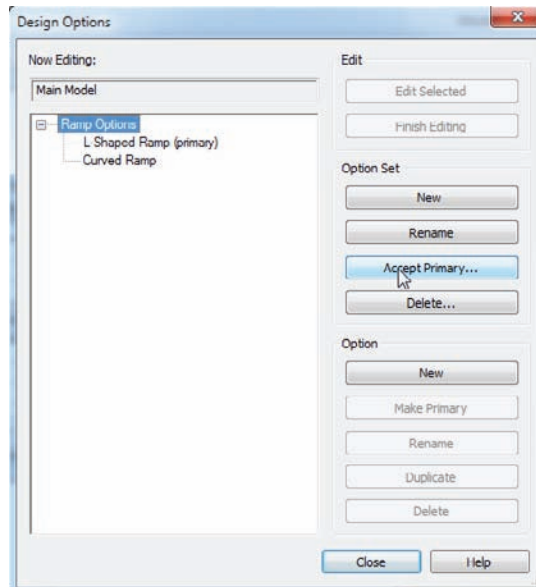 Design Options
Now Editing:
Main Model
Ramp Options
L Shaped Ramp (primary)
Curved Ramp
Edit
Edit Selected
Finish Editing
Option Set
New
Rename
Accept Primary...
Delete...
Option
New
Make Primary
Rename
Duplicate
Delete
Close
Help